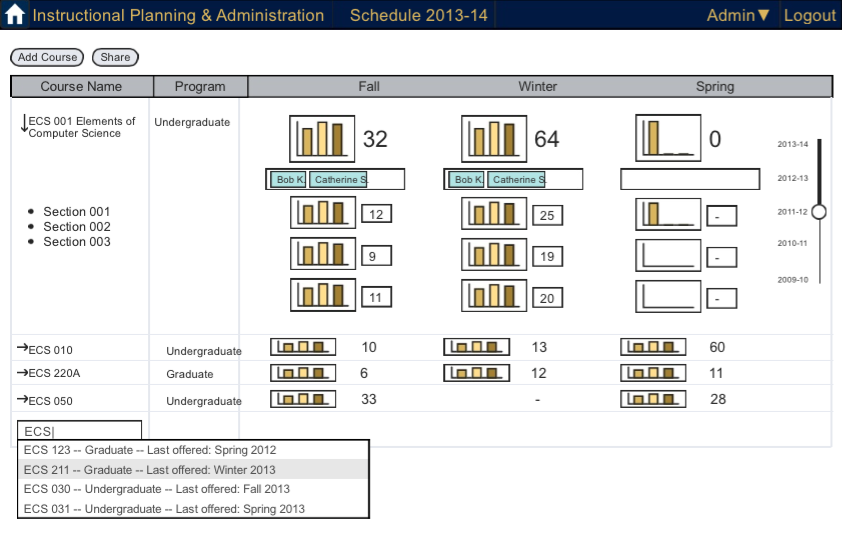 Instructional Planning & Administration Schedule 2013-14 Admin▼ Logout
Add Course Share
Course Name Program Fall Winter Spring
↓ECS 001 Elements of
Computer Science
Undergraduate
32 64 0
Bob K. Catherine S. Bob K. Catherine S.
• Section 001
• Section 002
• Section 003
12 25 -
9 19 -
11 20 -
2013-14
2012-13
2011-12
2010-11
2009-10
→ECS 010 Undergraduate 10 13 60
→ECS 220A Graduate 6 12 11
→ECS 050 Undergraduate 33 - 28
ECS|
ECS 123 -- Graduate -- Last offered: Spring 2012
ECS 211 -- Graduate -- Last offered: Winter 2013
ECS 030 -- Undergraduate -- Last offered: Fall 2013
ECS 031 -- Undergraduate -- Last offered: Spring 2013